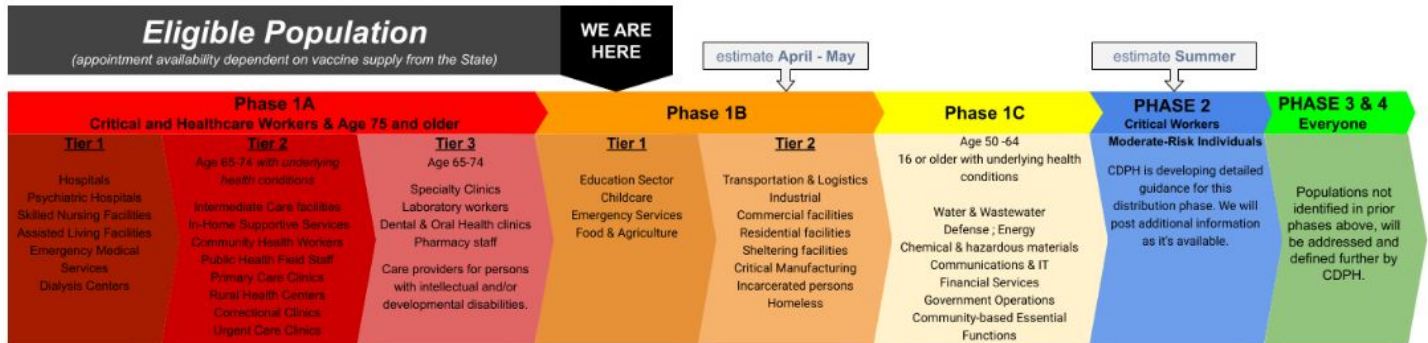 Eligible Population
(appointment availability dependent on vaccine supply from the State)
WE ARE
HERE
estimate April - May
estimate Summer
Phase 1A
Critical and Healthcare Workers & Age 75 and older
Tier 1
Hospitals
Psychiatric Hospitals
Skilled Nursing Facilities
Assisted Living Facilities
Emergency Medical
Services
Dialysis Centers
Tier 2
Age 65-74 with underlying
health conditions
Intermediate Care facilities
In-Home Supportive Services
Community Health Workers
Public Health Field Staff
Primary Care Clinics
Rural Health Centers
Correctional Clinics
Urgent Care Clinics
Tier 3
Age 65-74
Specialty Clinics
Laboratory workers
Dental & Oral Health clinics
Pharmacy staff
Care providers for persons
with intellectual and/or
developmental disabilities.
Phase 1B
Tier 1
Education Sector
Childcare
Emergency Services
Food & Agriculture
Tier 2
Transportation & Logistics
Industrial
Commercial facilities
Residential facilities
Sheltering facilities
Critical Manufacturing
Incarcerated persons
Homeless
Phase 1C
Age 50 -64
16 or older with underlying health
conditions
Water & Wastewater
Defense ; Energy
Chemical & hazardous materials
Communications & IT
Financial Services
Government Operations
Community-based Essential
Functions
PHASE 2
Critical Workers
Moderate-Risk Individuals
CDPH is developing detailed
guidance for this
distribution phase. We will
post additional information
as it's available.
PHASE 3 & 4
Everyone
Populations not
identified in prior
phases above, will
be addressed and
defined further by
CDPH.